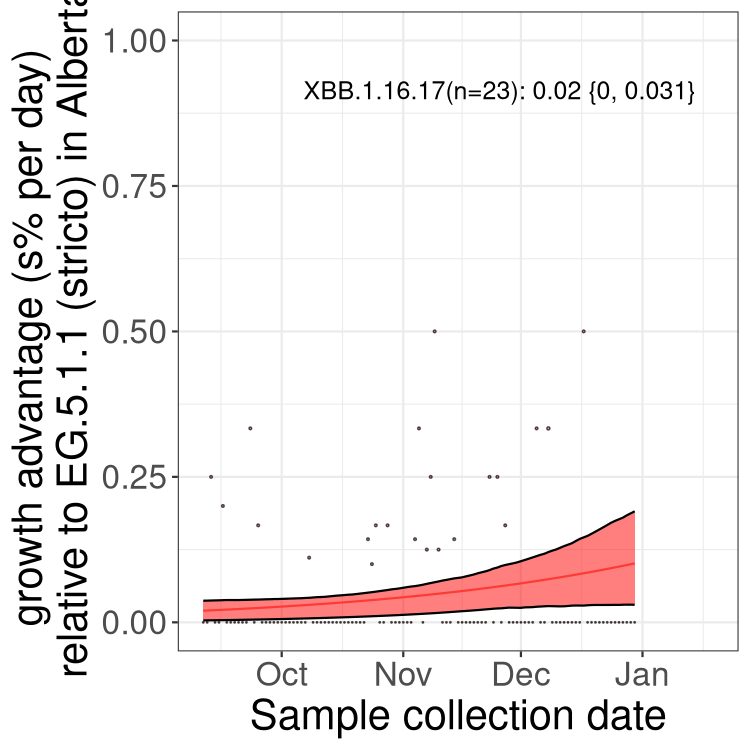 growth advantage (s% per day)
relative to EG.5.1.1 (stricto) in Alberta
1.00
0.75
0.50
0.25
0.00
XBB.1.16.17(n=23): 0.02 {0, 0.031}
Oct Nov Dec Jan
Sample collection date